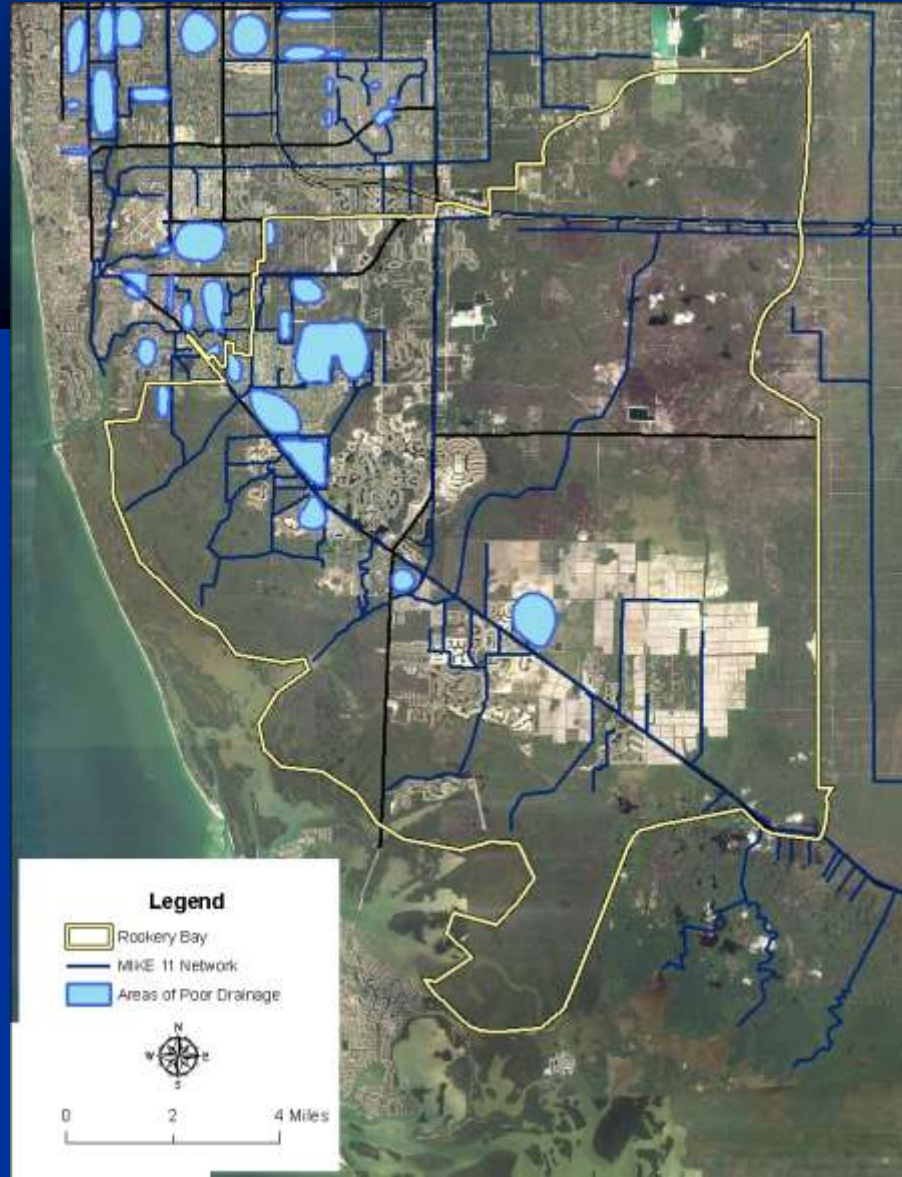 Legend
Rookery Bay
MIKE 11 Network
Areas of Poor Drainage
N
W E
S
0 2 4 Miles